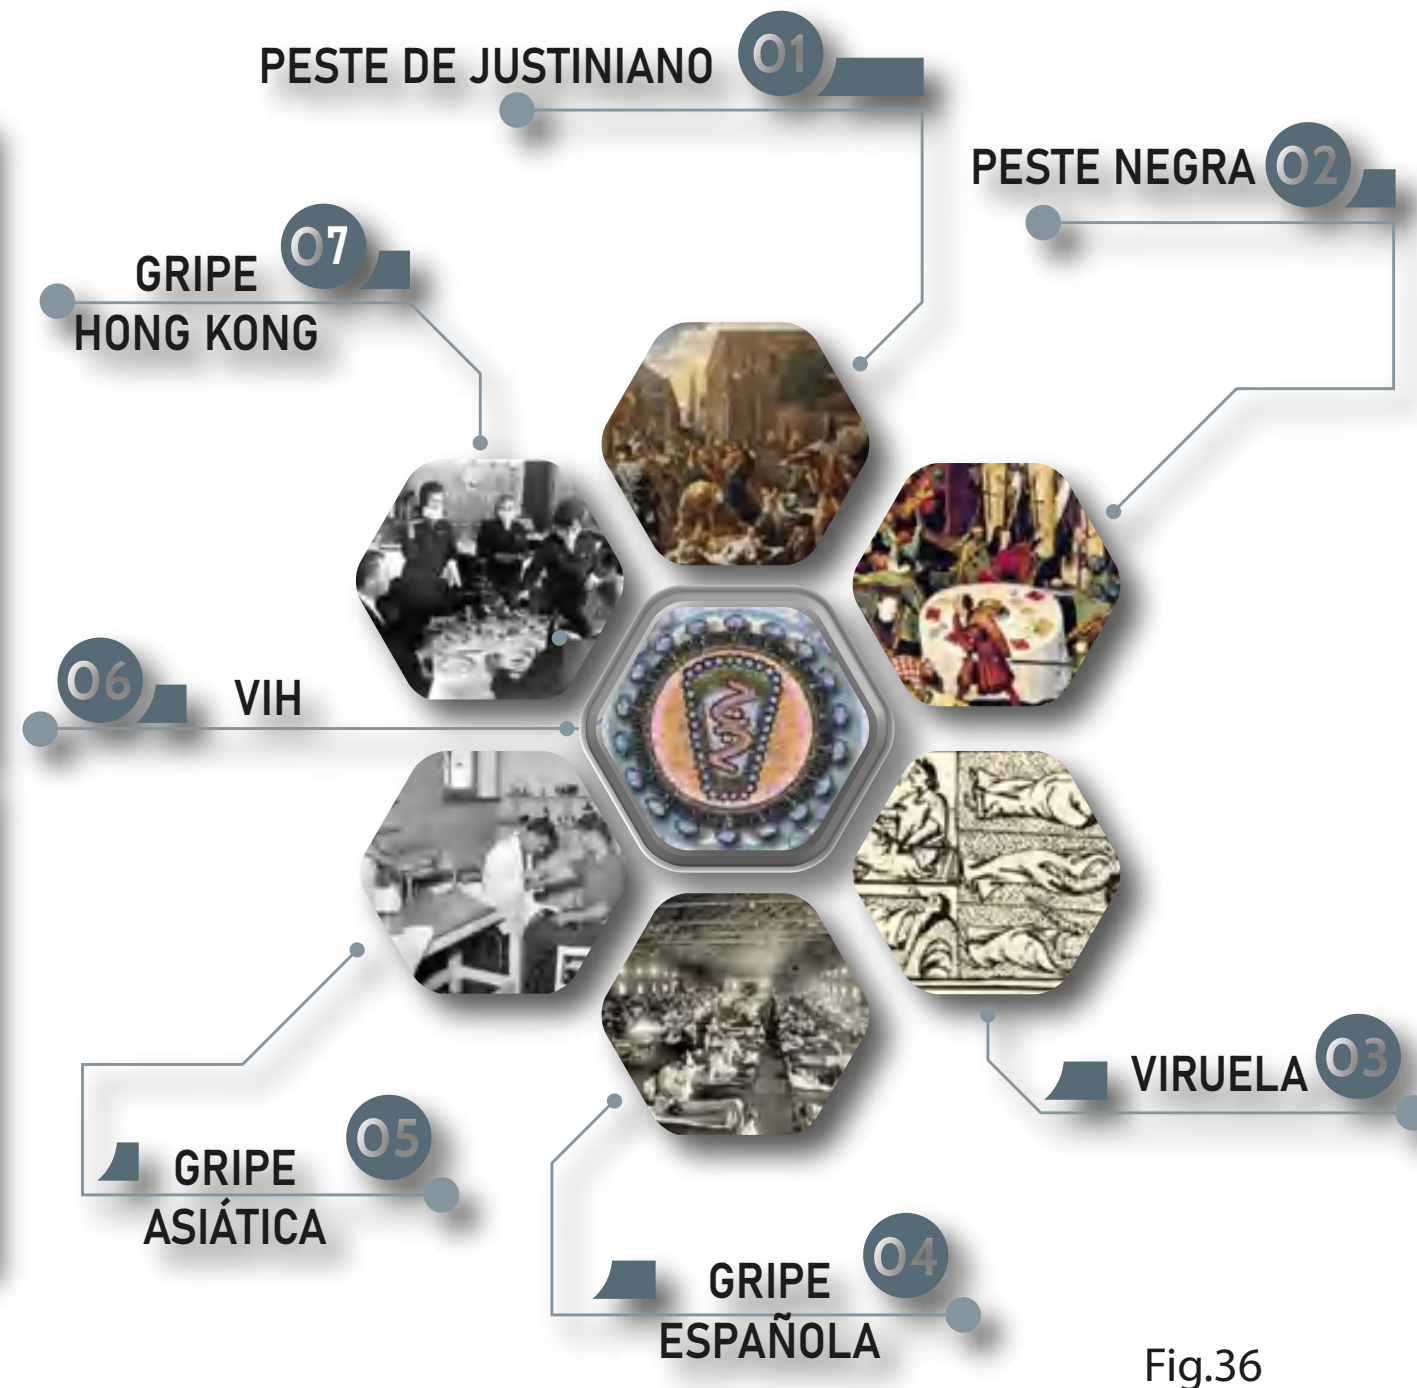 PESTE DE JUSTINIANO 01
PESTE NEGRA 02
07
GRIPE
HONG KONG
06 VIH
VIRUELA 03
05
GRIPE
ASIÁTICA
04
GRIPE
ESPAÑOLA
Fig.36